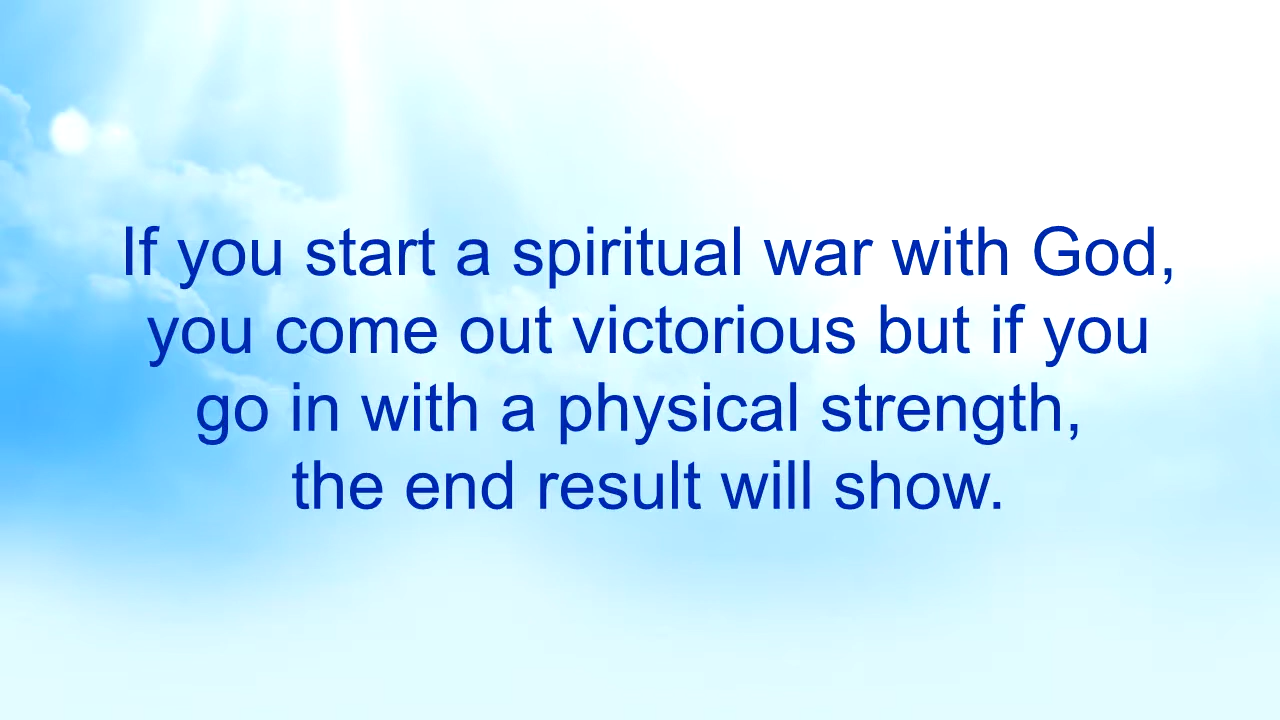 If you start a spiritual war with God,
you come out victorious but if you
go in with a physical strength,
the end result will show.